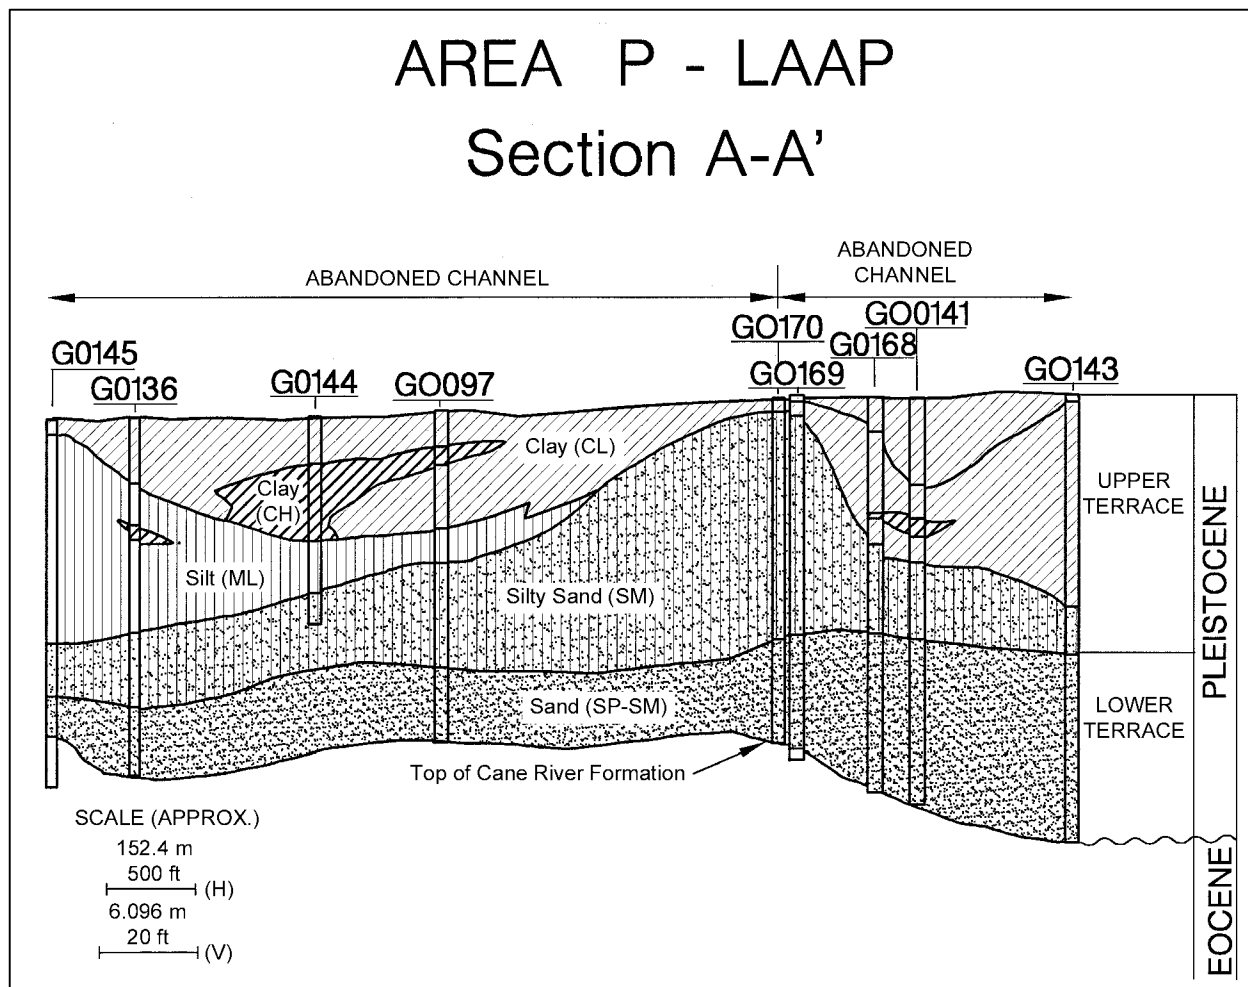 AREA P - LAAP
Section A-A'
ABANDONED CHANNEL
ABANDONED
CHANNEL
G0145
G0136
G0144
GO097
GO170
GO169
G0168
GO0141
GO143
Clay (CL)
Clay
(CH)
Silt (ML)
Silty Sand (SM)
Sand (SP-SM)
Top of Cane River Formation
UPPER
TERRACE
LOWER
TERRACE
PLEISTOCENE
EOCENE
SCALE (APPROX.)
152.4 m
500 ft
(H)
6.096 m
20 ft
(V)